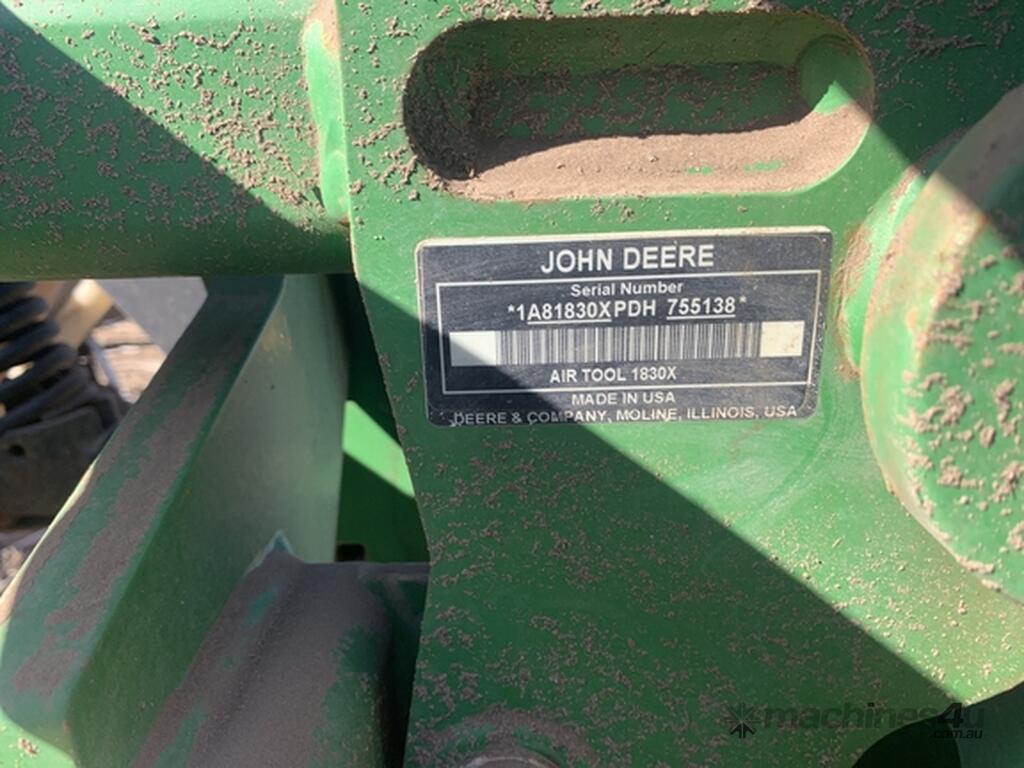 JOHN DEERE
Serial Number
*1A81830XPDH 755138*
AIR TOOL 1830X
MADE IN USA
DEERE & COMPANY, MOLINE, ILLINOIS, USA
machines4u
.com.au